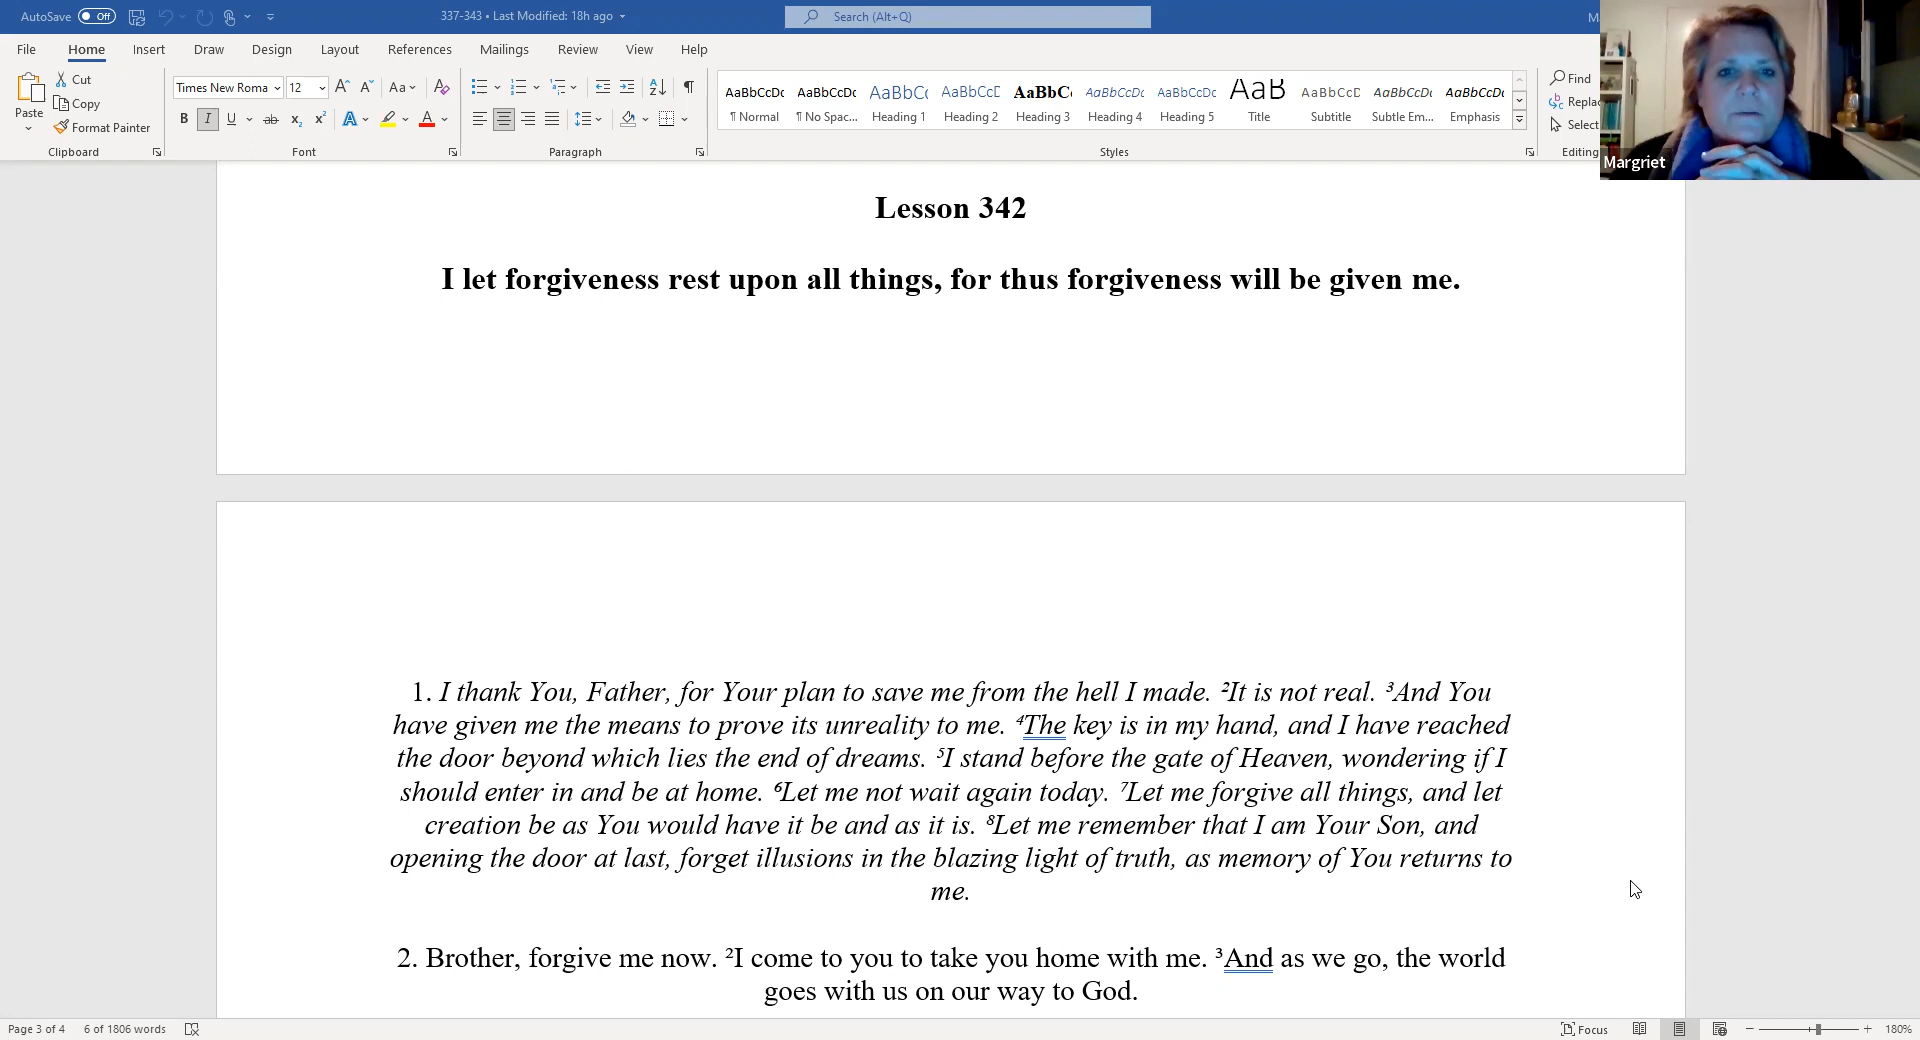 AutoSave Off 337-343 • Last Modified: 18h ago Search (Alt+Q) M
File Home Insert Draw Design Layout References Mailings Review View Help
Paste Cut Copy Format Painter
Times New Roma 12 Aa
B I U ab x₂ x² A A
AaBbCcDc AaBbCcDc AaBbC AaBbCcC AaBbC AaBbCcDc AaBbCcDc AaB AaBbCcD AaBbCcDc AaBbCcDc
¶ Normal ¶ No Spac... Heading 1 Heading 2 Heading 3 Heading 4 Heading 5 Title Subtitle Subtle Em... Emphasis
Find
Replac
Select
Clipboard Font Paragraph Styles Editing
Margriet
Lesson 342
I let forgiveness rest upon all things, for thus forgiveness will be given me.
1. I thank You, Father, for Your plan to save me from the hell I made. ²It is not real. ³And You
have given me the means to prove its unreality to me. ⁴The key is in my hand, and I have reached
the door beyond which lies the end of dreams. ⁵I stand before the gate of Heaven, wondering if I
should enter in and be at home. ⁶Let me not wait again today. ⁷Let me forgive all things, and let
creation be as You would have it be and as it is. ⁸Let me remember that I am Your Son, and
opening the door at last, forget illusions in the blazing light of truth, as memory of You returns to
me.
2. Brother, forgive me now. ²I come to you to take you home with me. ³And as we go, the world
goes with us on our way to God.
Page 3 of 4 6 of 1806 words Focus 180%